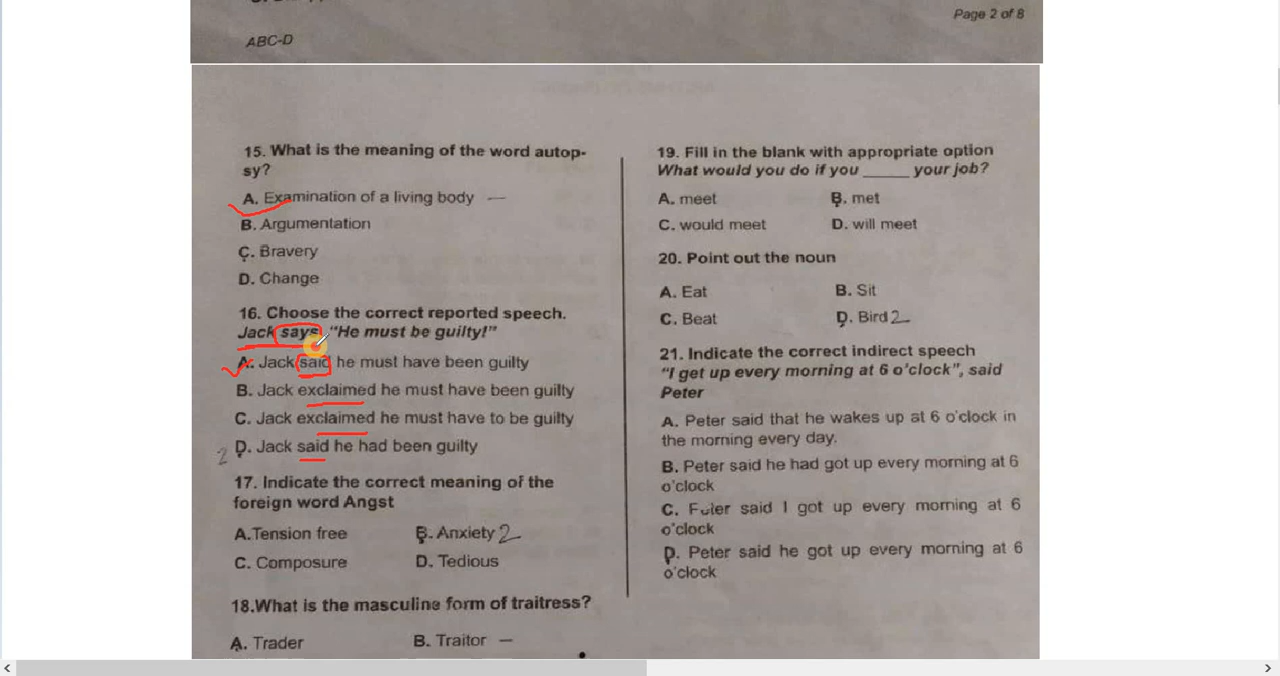 Page 2 of 8
ABC-D
15. What is the meaning of the word autop-
sy?
A. Examination of a living body —
B. Argumentation
C. Bravery
D. Change
16. Choose the correct reported speech.
Jack says, “He must be guilty!”
A. Jack said he must have been guilty
B. Jack exclaimed he must have been guilty
C. Jack exclaimed he must have to be guilty
2 D. Jack said he had been guilty
17. Indicate the correct meaning of the
foreign word Angst
A.Tension free
B. Anxiety 2
C. Composure
D. Tedious
18.What is the masculine form of traitress?
A. Trader
B. Traitor —
19. Fill in the blank with appropriate option
What would you do if you _____ your job?
A. meet
B. met
C. would meet
D. will meet
20. Point out the noun
A. Eat
B. Sit
C. Beat
D. Bird 2
21. Indicate the correct indirect speech
“I get up every morning at 6 o'clock”, said
Peter
A. Peter said that he wakes up at 6 o'clock in
the morning every day.
B. Peter said he had got up every morning at 6
o'clock
C. said I got up every morning at 6
o'clock
D. Peter said he got up every morning at 6
o'clock